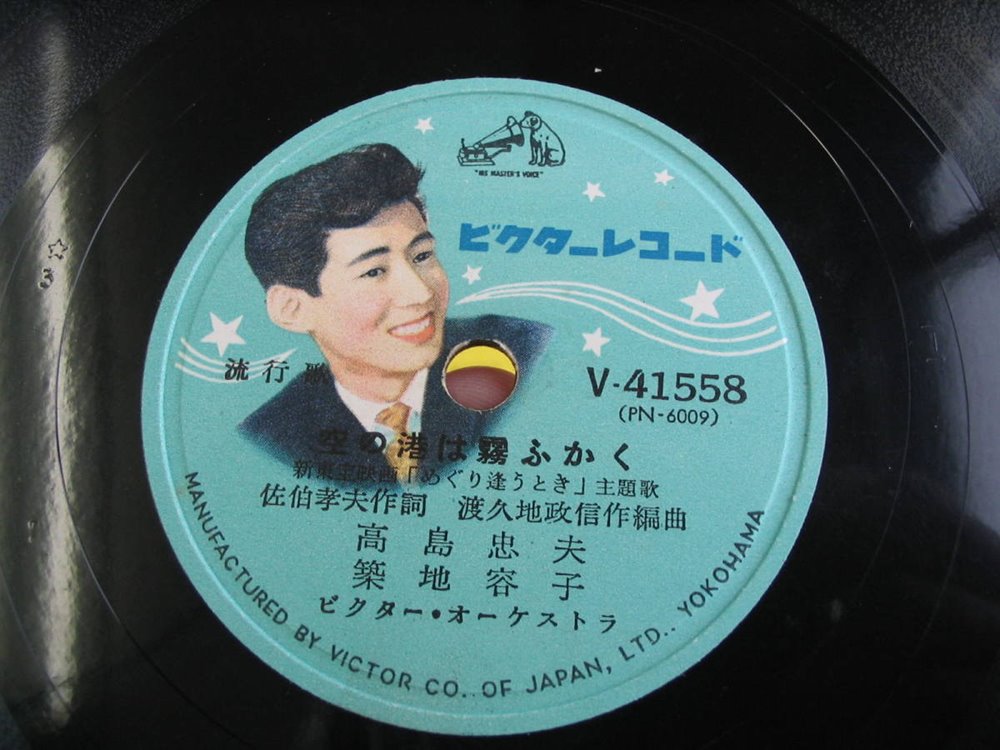 "HIS MASTER'S VOICE"
ビクターレコード
流行歌
V-41558
(PN-6009)
空の港は霧ふかく
新東宝映画「めぐり逢うとき」主題歌
佐伯孝夫作詞 渡久地政信作編曲
高島忠夫
築地容子
ビクター・オーケストラ
MANUFACTURED BY VICTOR CO. OF JAPAN, LTD., YOKOHAMA
3